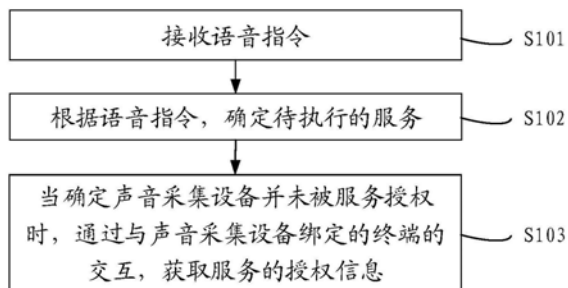 接收语音指令
S101
根据语音指令，确定待执行的服务
S102
当确定声音采集设备并未被服务授权
时，通过与声音采集设备绑定的终端的
交互，获取服务的授权信息
S103